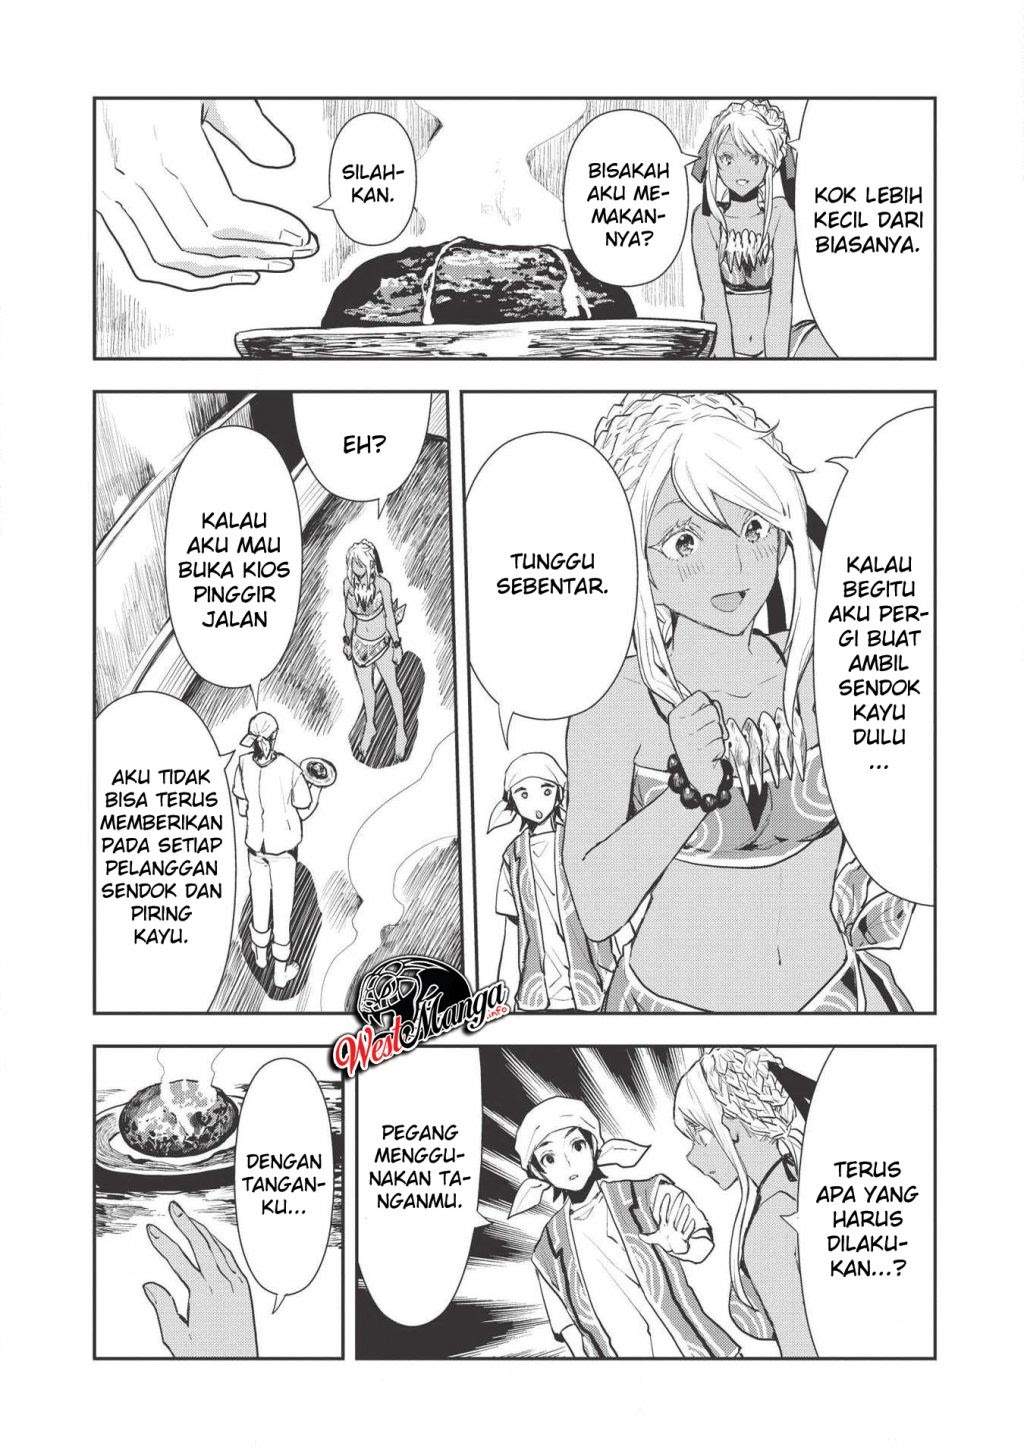 KOK LEBIH
KECIL DARI
BIASANYA.
BISAKAH
AKU ME-
MAKAN-
NYA?
SILAH-
KAN.
KALAU
BEGITU
AKU PER-
GI BUAT
AMBIL
SENDOK
KAYU
DULU
...
TUNGGU
SEBENTAR.
EH?
KALAU
AKU MAU
BUKA KIOS
PINGGIR
JALAN
AKU TIDAK
BISA TERUS
MEMBERIKAN
PADA SETIAP
PELANGGAN
SENDOK DAN
PIRING
KAYU.
WestManga
.info
TERUS
APA YANG
HARUS
DILAKU-
KAN...?
PEGANG
MENGGU-
NAKAN TA-
NGANMU.
DENGAN
TANGAN-
KU...